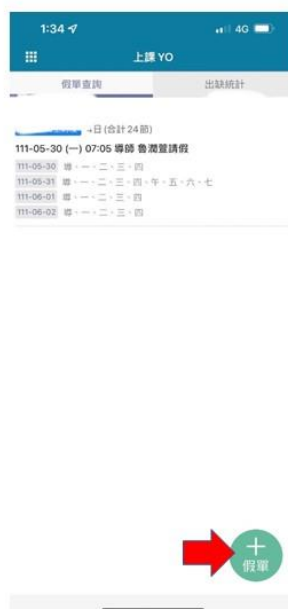 1:34
4G
上課 YO
假單查詢
出缺統計
日(合計24節)
111-05-30 (一) 07:05 導師 魯潤萱請假
111-05-30 導、一、二、三、四
111-05-31 導、一、二、三、四、午、五、六、七
111-06-01 導、一、二、三、四
111-06-02 導、一、二、三、四
假單